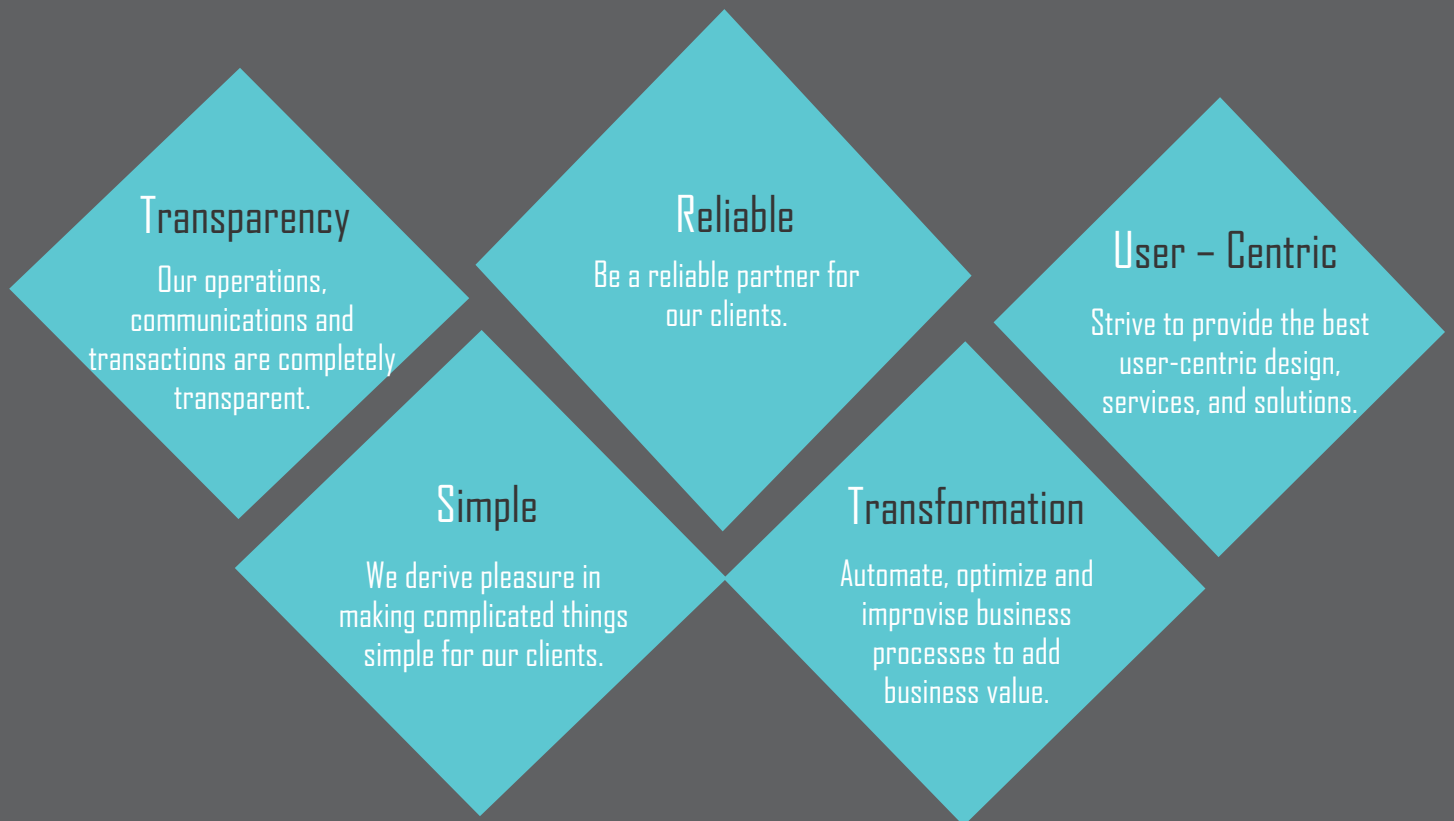 Transparency
Our operations,
communications and
transactions are completely
transparent.
Reliable
Be a reliable partner for
our clients.
User – Centric
Strive to provide the best
user-centric design,
services, and solutions.
Simple
We derive pleasure in
making complicated things
simple for our clients.
Transformation
Automate, optimize and
improvise business
processes to add
business value.